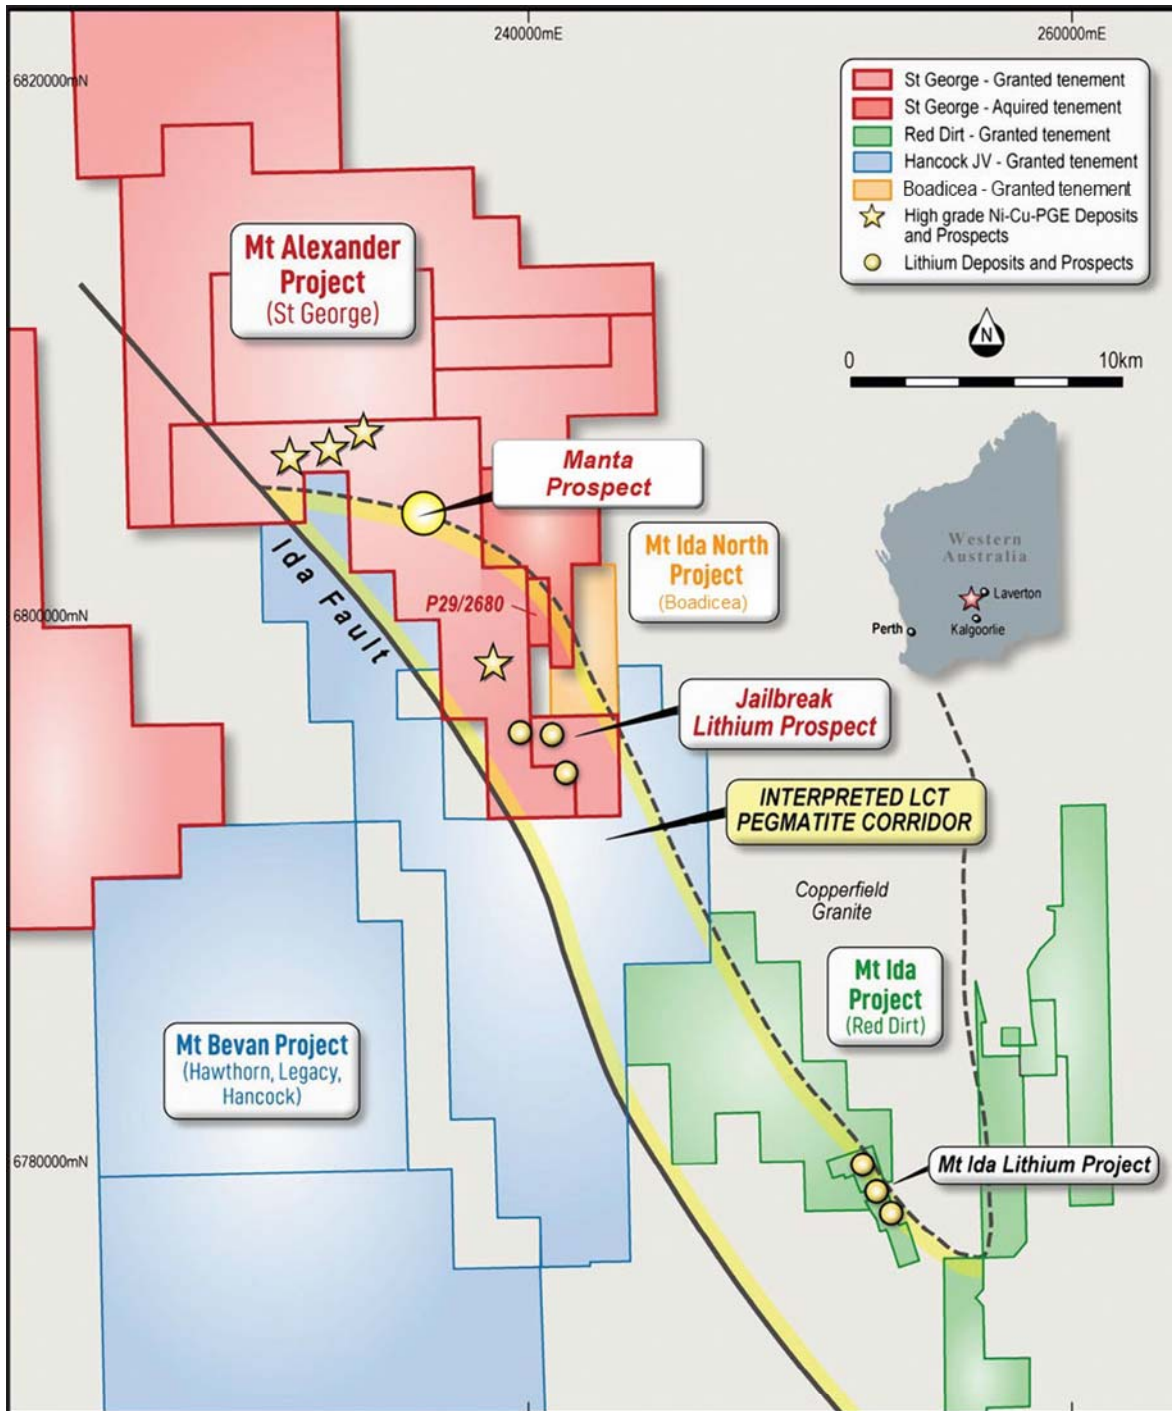 240000mE
260000mE
6820000mN
St George - Granted tenement
St George - Aquired tenement
Red Dirt - Granted tenement
Hancock JV - Granted tenement
Boadicea - Granted tenement
High grade Ni-Cu-PGE Deposits
and Prospects
Lithium Deposits and Prospects
N
0
10km
Mt Alexander
Project
(St George)
Manta
Prospect
Western
Australia
Laverton
Perth
Kalgoorlie
Mt Ida North
Project
(Boadicea)
Ida Fault
P29/2680
6800000mN
Jailbreak
Lithium Prospect
INTERPRETED LCT
PEGMATITE CORRIDOR
Copperfield
Granite
Mt Ida
Project
(Red Dirt)
Mt Bevan Project
(Hawthorn, Legacy,
Hancock)
6780000mN
Mt Ida Lithium Project